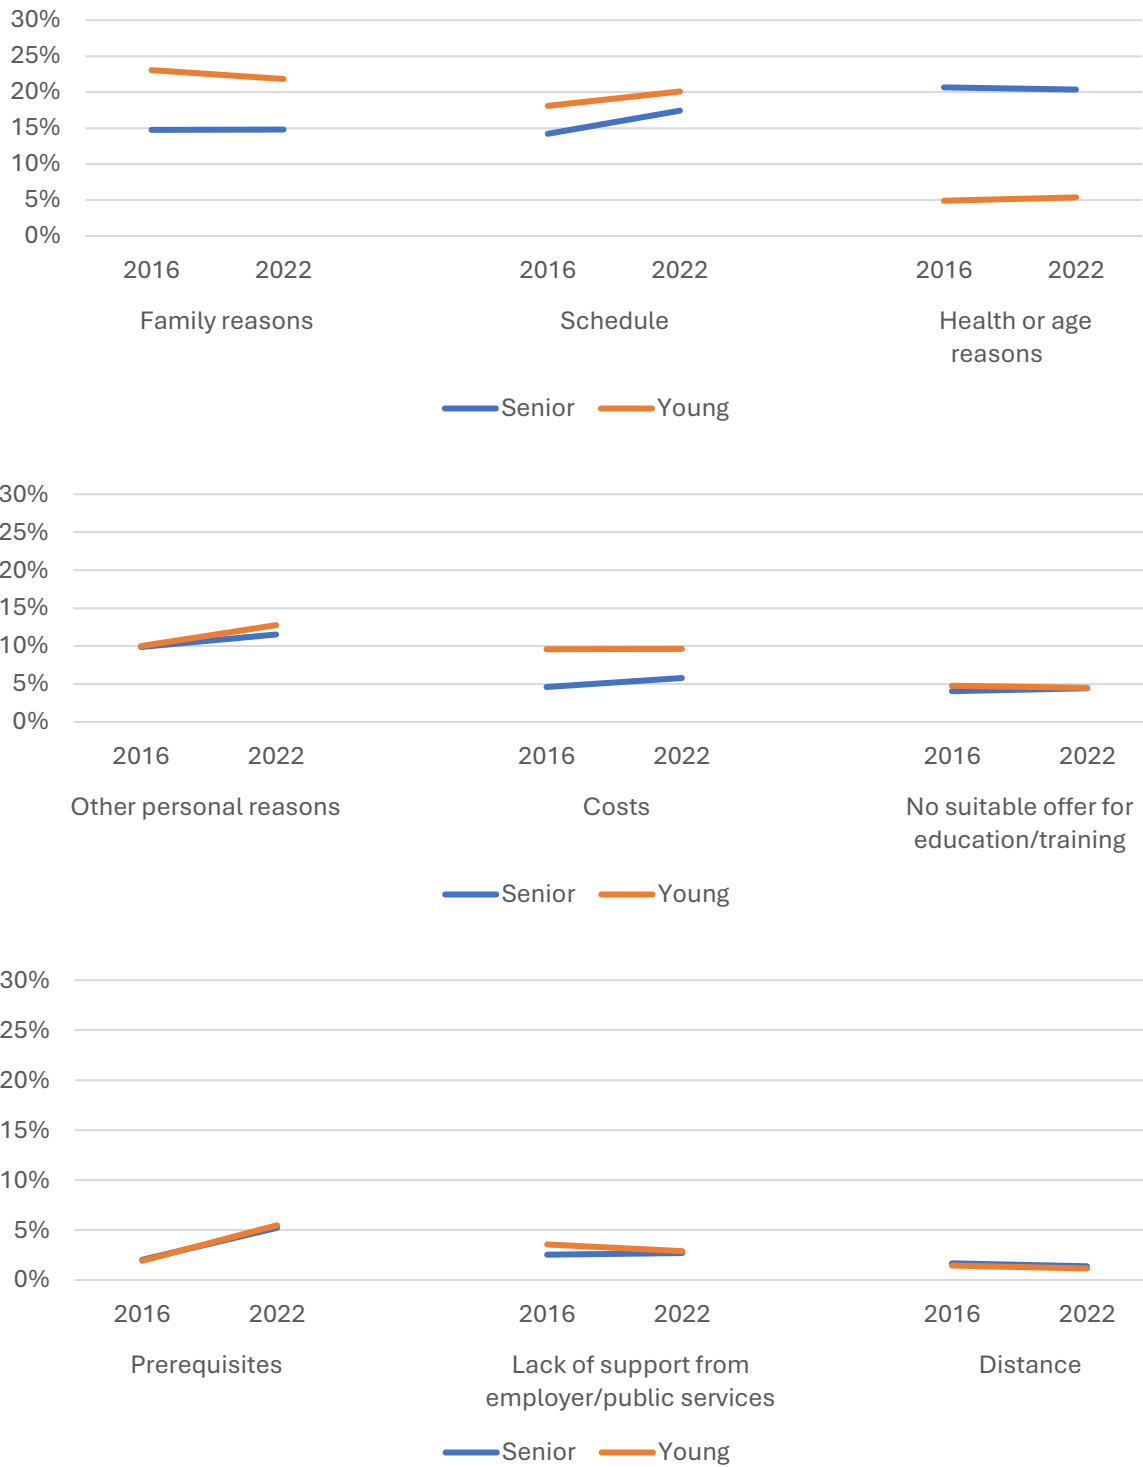 30%
25%
20%
15%
10%
5%
0%
2016 2022 2016 2022 2016 2022
Family reasons Schedule Health or age
reasons
Senior Young
30%
25%
20%
15%
10%
5%
0%
2016 2022 2016 2022 2016 2022
Other personal reasons Costs No suitable offer for
education/training
Senior Young
30%
25%
20%
15%
10%
5%
0%
2016 2022 2016 2022 2016 2022
Prerequisites Lack of support from Distance
employer/public services
Senior Young